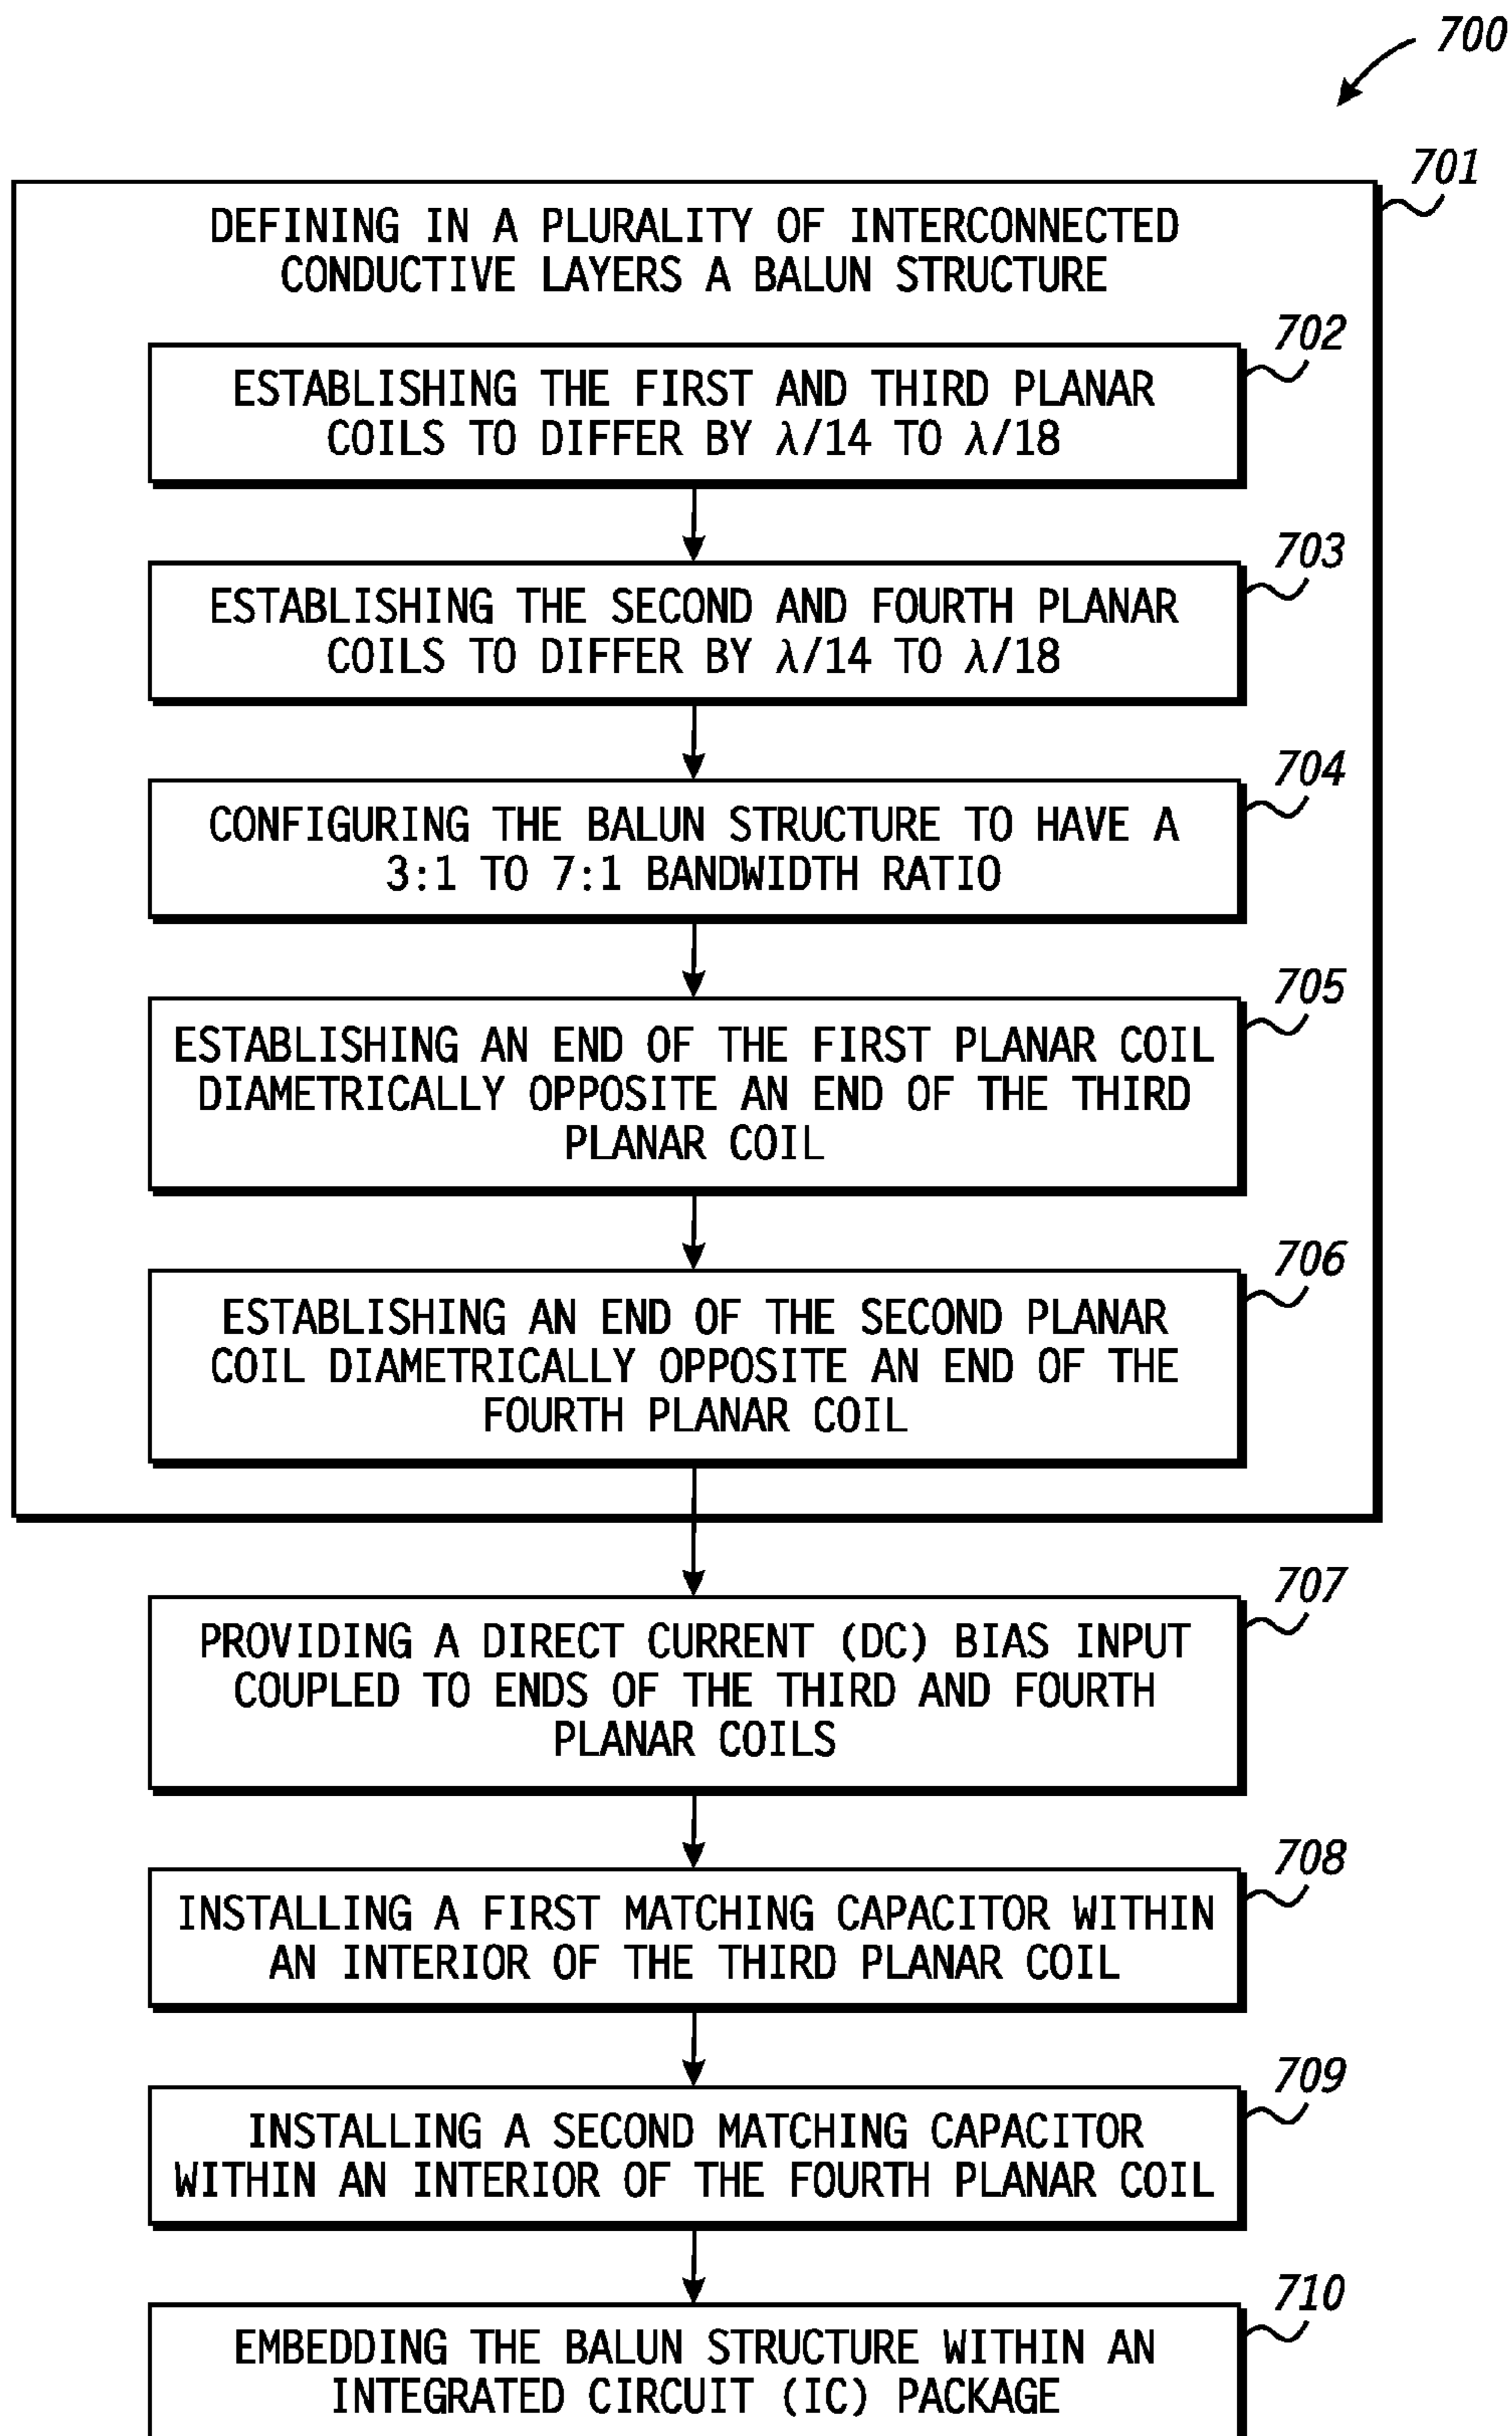 700
701
DEFINING IN A PLURALITY OF INTERCONNECTED
CONDUCTIVE LAYERS A BALUN STRUCTURE
702
ESTABLISHING THE FIRST AND THIRD PLANAR
COILS TO DIFFER BY λ/14 TO λ/18
703
ESTABLISHING THE SECOND AND FOURTH PLANAR
COILS TO DIFFER BY λ/14 TO λ/18
704
CONFIGURING THE BALUN STRUCTURE TO HAVE A
3:1 TO 7:1 BANDWIDTH RATIO
705
ESTABLISHING AN END OF THE FIRST PLANAR COIL
DIAMETRICALLY OPPOSITE AN END OF THE THIRD
PLANAR COIL
706
ESTABLISHING AN END OF THE SECOND PLANAR
COIL DIAMETRICALLY OPPOSITE AN END OF THE
FOURTH PLANAR COIL
707
PROVIDING A DIRECT CURRENT (DC) BIAS INPUT
COUPLED TO ENDS OF THE THIRD AND FOURTH
PLANAR COILS
708
INSTALLING A FIRST MATCHING CAPACITOR WITHIN
AN INTERIOR OF THE THIRD PLANAR COIL
709
INSTALLING A SECOND MATCHING CAPACITOR
WITHIN AN INTERIOR OF THE FOURTH PLANAR COIL
710
EMBEDDING THE BALUN STRUCTURE WITHIN AN
INTEGRATED CIRCUIT (IC) PACKAGE